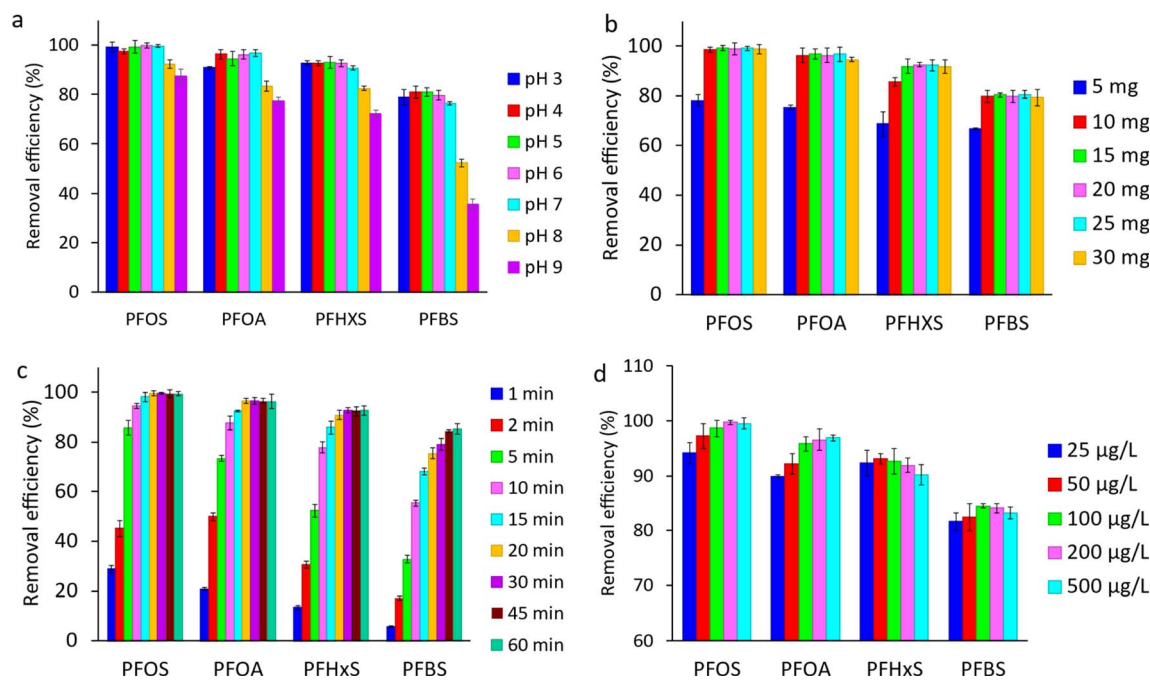 a
Removal efficiency (%)
100
80
60
40
20
0
PFOS PFOA PFHXS PFBS
pH 3
pH 4
pH 5
pH 6
pH 7
pH 8
pH 9
b
Removal efficiency (%)
100
80
60
40
20
0
PFOS PFOA PFHXS PFBS
5 mg
10 mg
15 mg
20 mg
25 mg
30 mg
c
Removal efficiency (%)
100
80
60
40
20
0
PFOS PFOA PFHxS PFBS
1 min
2 min
5 min
10 min
15 min
20 min
30 min
45 min
60 min
d
Removal efficiency (%)
110
100
90
80
70
60
PFOS PFOA PFHxS PFBS
25 µg/L
50 µg/L
100 µg/L
200 µg/L
500 µg/L